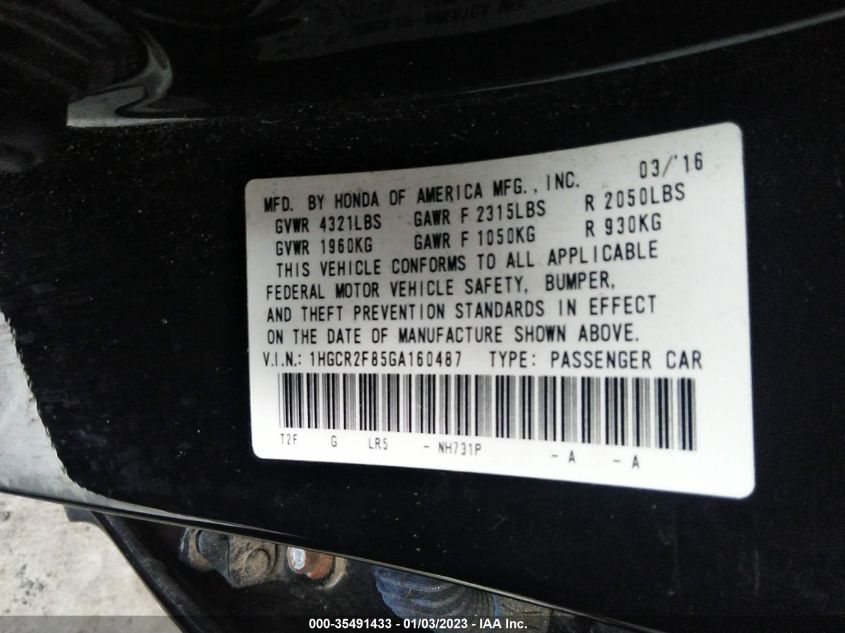 03/'16
MFD. BY HONDA OF AMERICA MFG., INC.
GVWR 4321LBS GAWR F 2315LBS R 2050LBS
GVWR 1960KG GAWR F 1050KG R 930KG
THIS VEHICLE CONFORMS TO ALL APPLICABLE
FEDERAL MOTOR VEHICLE SAFETY, BUMPER,
AND THEFT PREVENTION STANDARDS IN EFFECT
ON THE DATE OF MANUFACTURE SHOWN ABOVE.
V.I.N.: 1HGCR2F85GA160487 TYPE: PASSENGER CAR
T2F G LR5 - NH731P - A - A
000-35491433 - 01/03/2023 - IAA Inc.